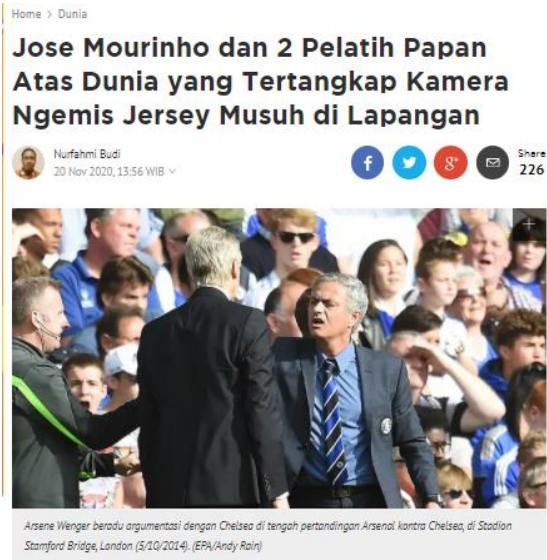 Home > Dunia
Jose Mourinho dan 2 Pelatih Papan
Atas Dunia yang Tertangkap Kamera
Ngemis Jersey Musuh di Lapangan
Nurfahmi Budi
20 Nov 2020, 13:56 WIB
Share
226
Arsene Wenger beradu argumentasi dengan Chelsea di tengah pertandingan Arsenal kontra Chelsea, di Stadion
Stamford Bridge, London (5/10/2014). (EPA/Andy Rain)